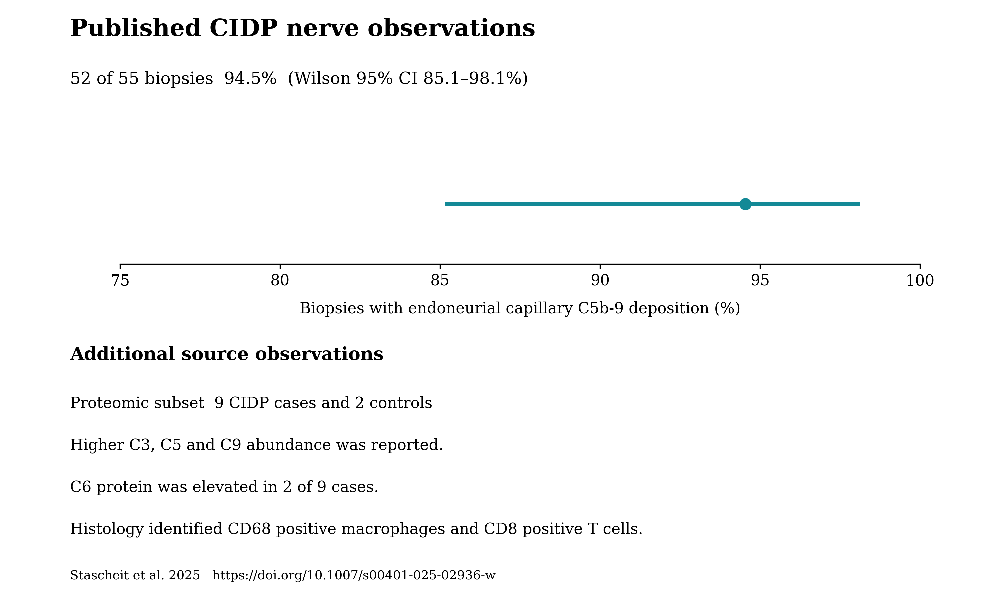 Published CIDP nerve observations
52 of 55 biopsies  94.5%  (Wilson 95% CI 85.1–98.1%)
75 80 85 90 95 100
Biopsies with endoneurial capillary C5b-9 deposition (%)
Additional source observations
Proteomic subset  9 CIDP cases and 2 controls
Higher C3, C5 and C9 abundance was reported.
C6 protein was elevated in 2 of 9 cases.
Histology identified CD68 positive macrophages and CD8 positive T cells.
Stascheit et al. 2025   https://doi.org/10.1007/s00401-025-02936-w